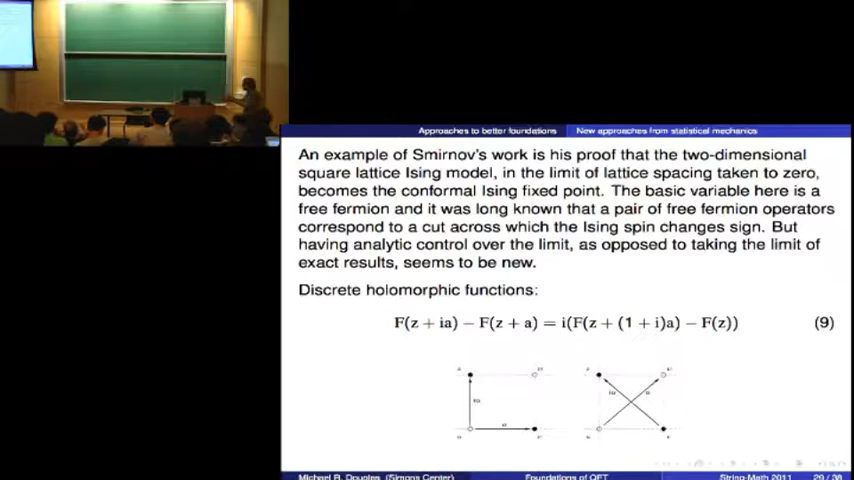 Approaches to better foundations New approaches from statistical mechanics
An example of Smirnov's work is his proof that the two-dimensional
square lattice Ising model, in the limit of lattice spacing taken to zero,
becomes the conformal Ising fixed point. The basic variable here is a
free fermion and it was long known that a pair of free fermion operators
correspond to a cut across which the Ising spin changes sign. But
having analytic control over the limit, as opposed to taking the limit of
exact results, seems to be new.
Discrete holomorphic functions:
F(z + ia) − F(z + a) = i(F(z + (1 + i)a) − F(z)) (9)
Michael R. Douglas (Simons Center) Foundations of QFT String-Math 2011 29 / 38